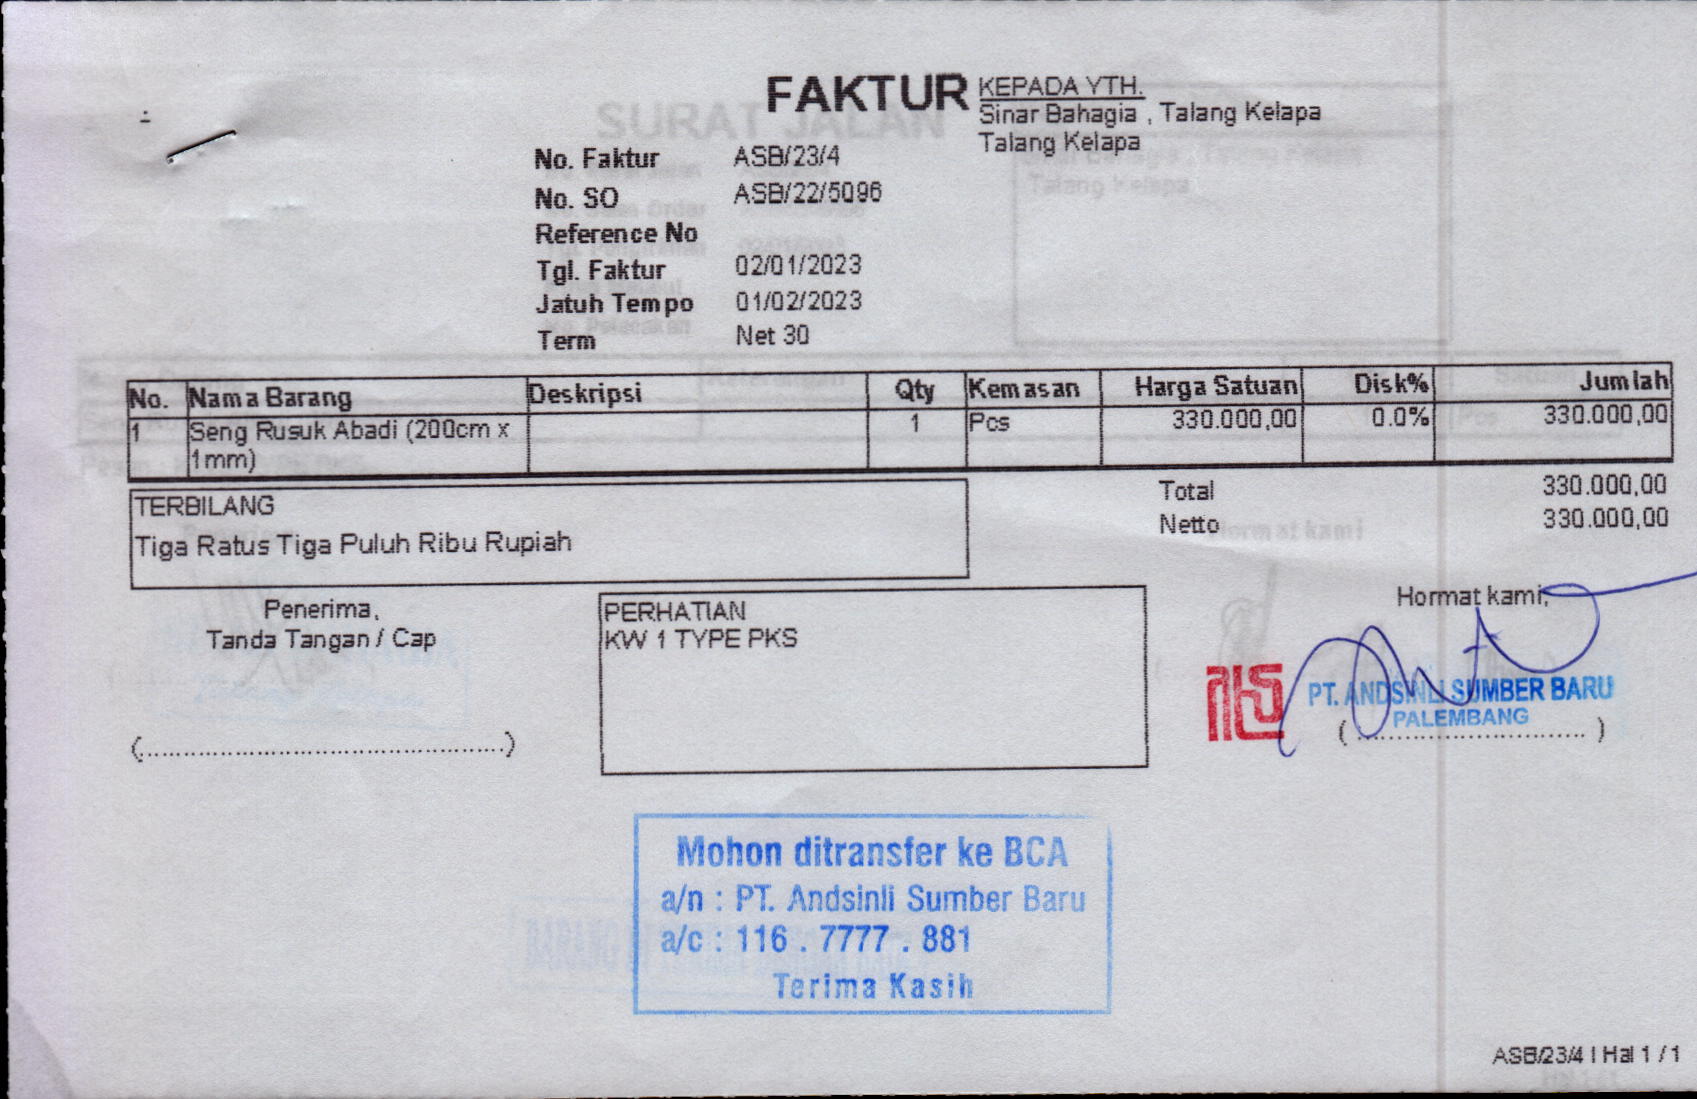 FAKTUR
KEPADA YTH.
Sinar Bahagia , Talang Kelapa
Talang Kelapa
No. Faktur ASB/23/4
No. SO ASB/22/5096
Reference No
Tgl. Faktur 02/01/2023
Jatuh Tempo 01/02/2023
Term Net 30
No. Nama Barang Deskripsi Qty Kemasan Harga Satuan Disk% Jumlah
1 Seng Rusuk Abadi (200cm x 1 Pcs 330.000,00 0.0% 330.000,00
1mm)
TERBILANG
Tiga Ratus Tiga Puluh Ribu Rupiah
Total 330.000,00
Netto 330.000,00
Penerima,
Tanda Tangan / Cap
(..................................................)
PERHATIAN
KW 1 TYPE PKS
Hormat kami,
PT. ANDSINLI SUMBER BARU
PALEMBANG
( ................................ )
Mohon ditransfer ke BCA
a/n : PT. Andsinli Sumber Baru
a/c : 116 . 7777 . 881
Terima Kasih
ASB/23/4 | Hal 1 / 1